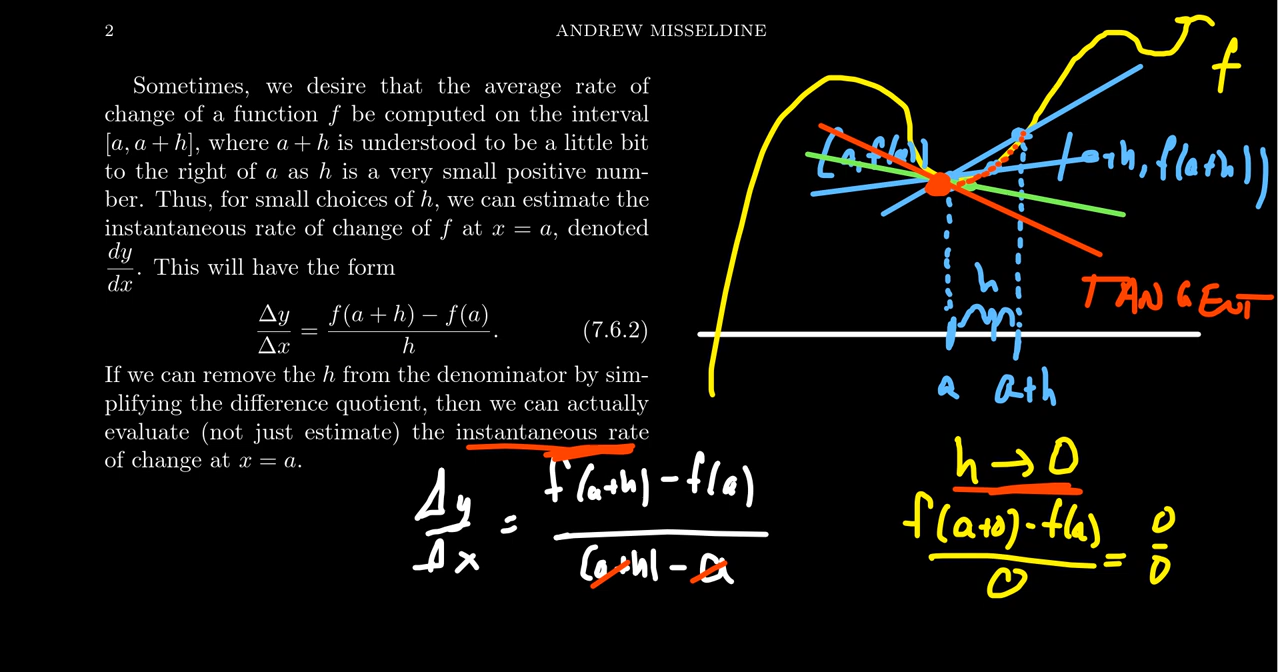 2 ANDREW MISSELDINE
Sometimes, we desire that the average rate of
change of a function f be computed on the interval
[a, a + h], where a + h is understood to be a little bit
to the right of a as h is a very small positive num-
ber. Thus, for small choices of h, we can estimate the
instantaneous rate of change of f at x = a, denoted
dy/dx. This will have the form
Δy/Δx = (f(a + h) − f(a))/h. (7.6.2)
If we can remove the h from the denominator by sim-
plifying the difference quotient, then we can actually
evaluate (not just estimate) the instantaneous rate
of change at x = a.
Δy/Δx = (f(a+h) - f(a))/((a+h) - a)
f
(a, f(a))
(a+h, f(a+h))
h
TANGENT
a a+h
h → 0
(f(a+0) - f(a))/0 = 0/0